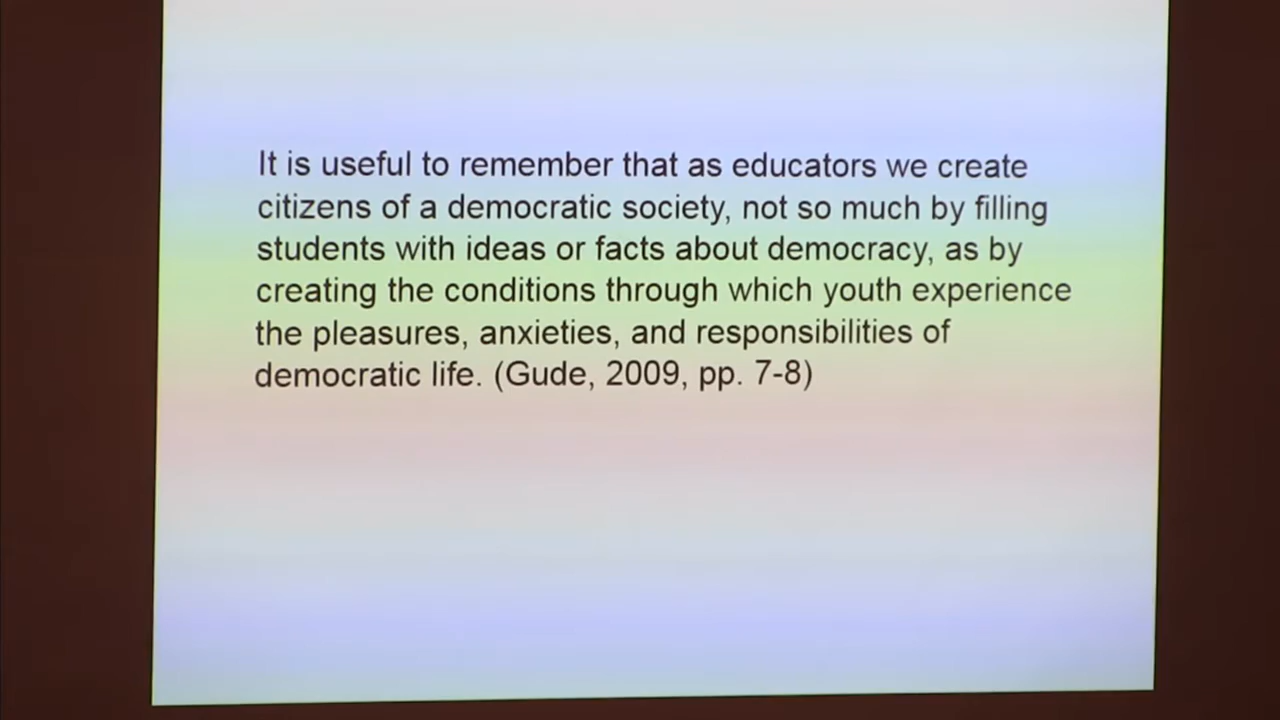 It is useful to remember that as educators we create
citizens of a democratic society, not so much by filling
students with ideas or facts about democracy, as by
creating the conditions through which youth experience
the pleasures, anxieties, and responsibilities of
democratic life. (Gude, 2009, pp. 7-8)